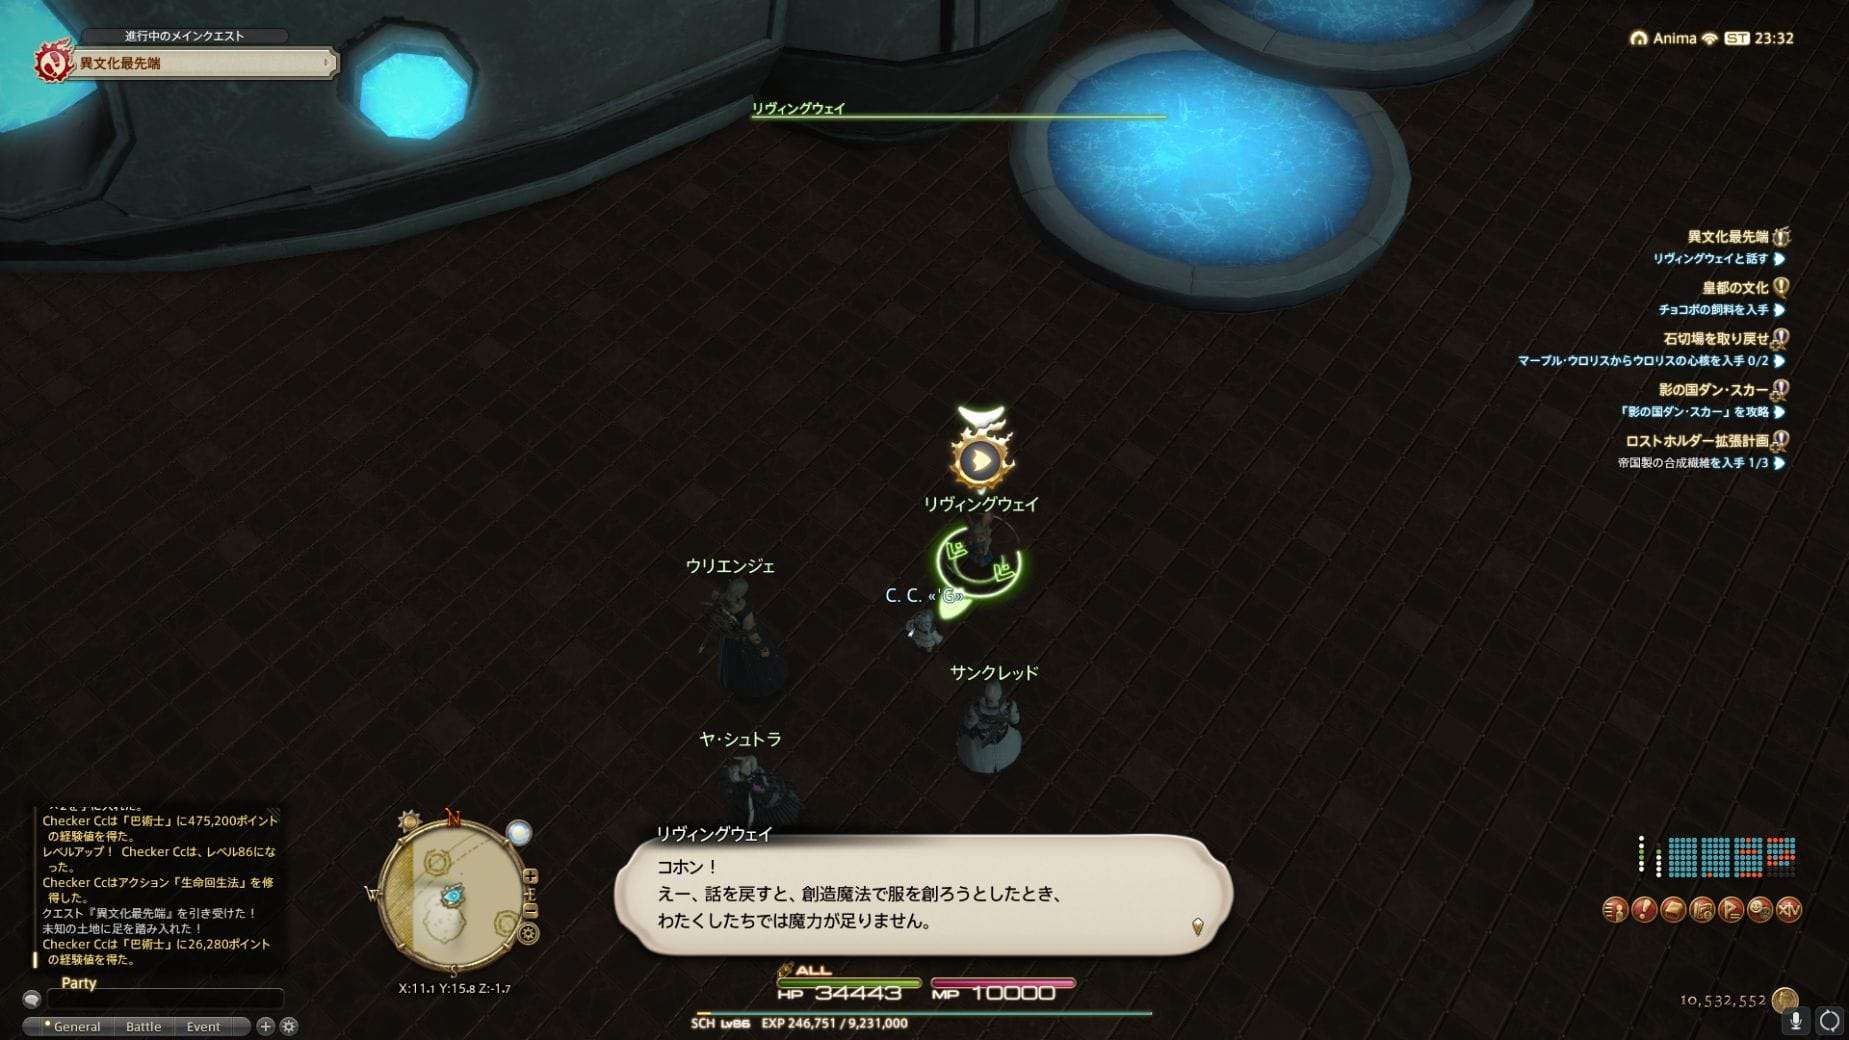 進行中のメインクエスト
異文化最先端
リヴィングウェイ
Anima ST 23:32
異文化最先端
リヴィングウェイと話す
皇都の文化
チョコボの飼料を入手
石切場を取り戻せ
マーブル・ウロリスからウロリスの心核を入手 0/2
影の国ダン・スカー
「影の国ダン・スカー」を攻略
ロストホルダー拡張計画
帝国製の合成繊維を入手 1/3
リヴィングウェイ
ウリエンジェ
C. C. «'G»
サンクレッド
ヤ・シュトラ
リヴィングウェイ
コホン！
えー、話を戻すと、創造魔法で服を創ろうとしたとき、
わたくしたちでは魔力が足りません。
Checker Ccは「巴術士」に475,200ポイント
の経験値を得た。
レベルアップ！ Checker Ccは、レベル86にな
った。
Checker Ccはアクション「生命回生法」を修
得した。
クエスト『異文化最先端』を引き受けた！
未知の土地に足を踏み入れた！
Checker Ccは「巴術士」に26,280ポイント
の経験値を得た。
Party
General Battle Event
N
W
E
S
X:11.1 Y:15.8 Z:-1.7
ALL
HP 34443 MP 10000
SCH Lv86 EXP 246,751 / 9,231,000
XIV
10,532,552